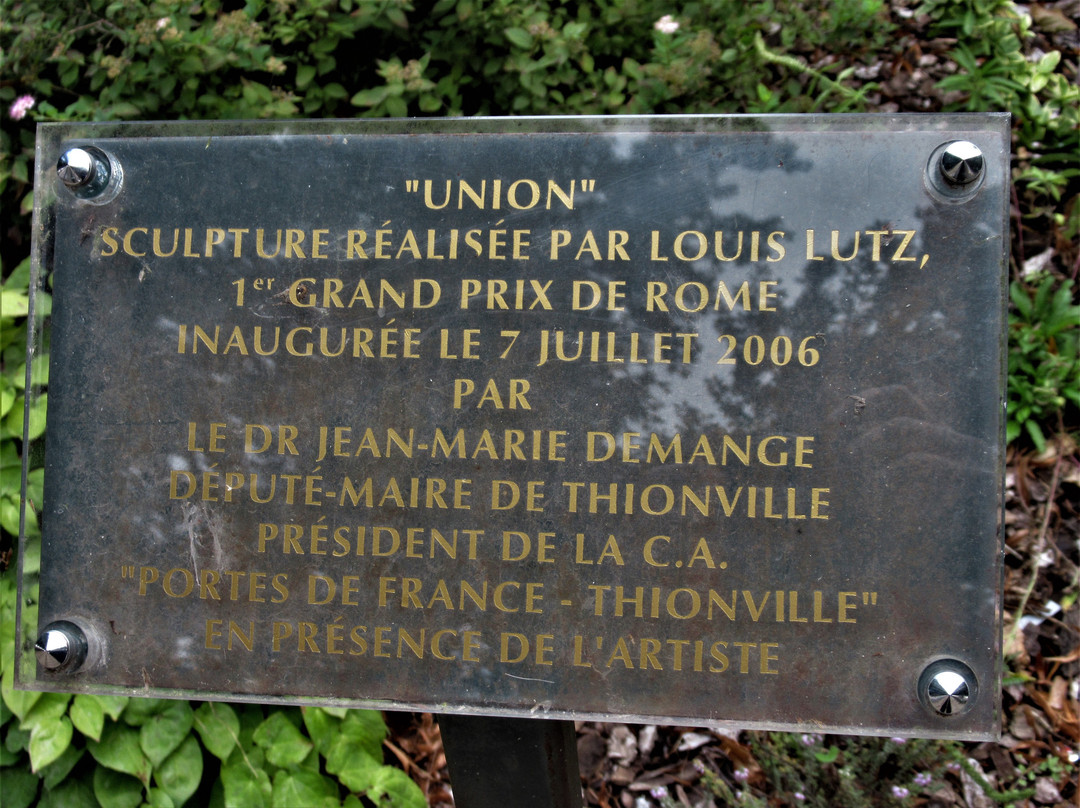 "UNION"
SCULPTURE RÉALISÉE PAR LOUIS LUTZ,
1er GRAND PRIX DE ROME
INAUGURÉE LE 7 JUILLET 2006
PAR
LE DR JEAN-MARIE DEMANGE
DÉPUTÉ-MAIRE DE THIONVILLE
PRÉSIDENT DE LA C.A.
"PORTES DE FRANCE - THIONVILLE"
EN PRÉSENCE DE L'ARTISTE